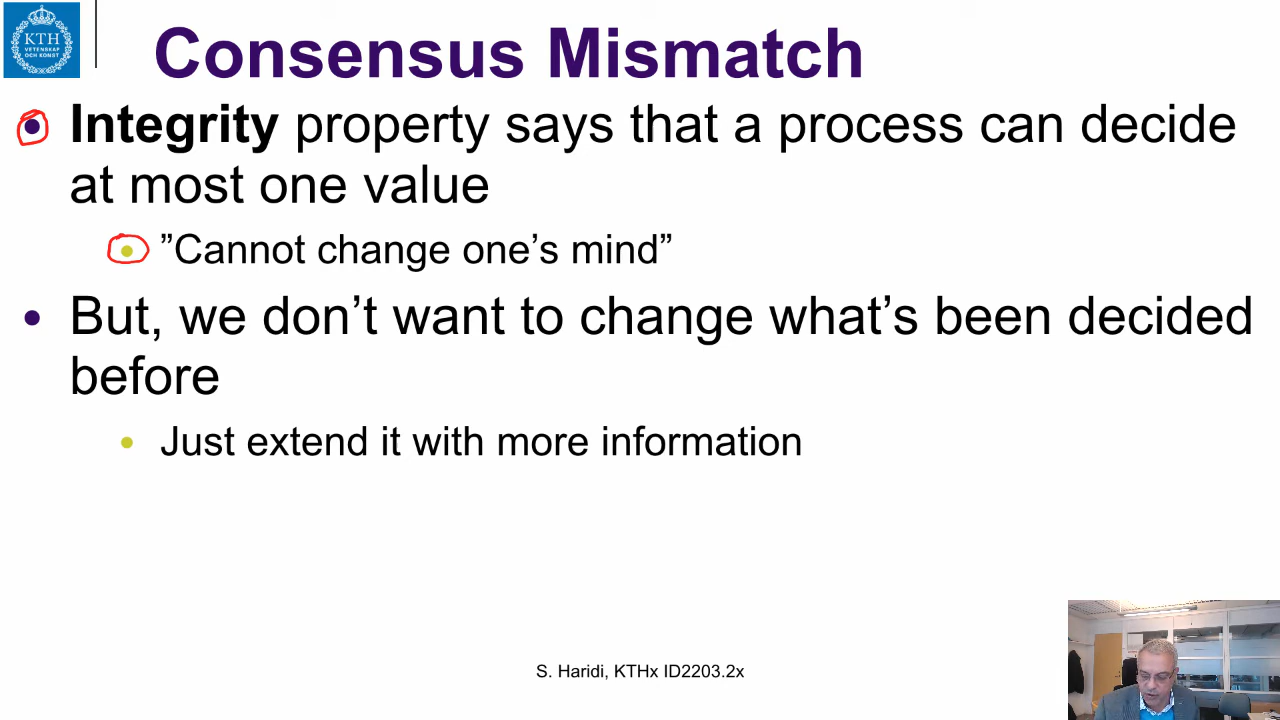 KTH
VETENSKAP
OCH KONST
Consensus Mismatch
Integrity property says that a process can decide
at most one value
”Cannot change one’s mind”
But, we don’t want to change what’s been decided
before
Just extend it with more information
S. Haridi, KTHx ID2203.2x